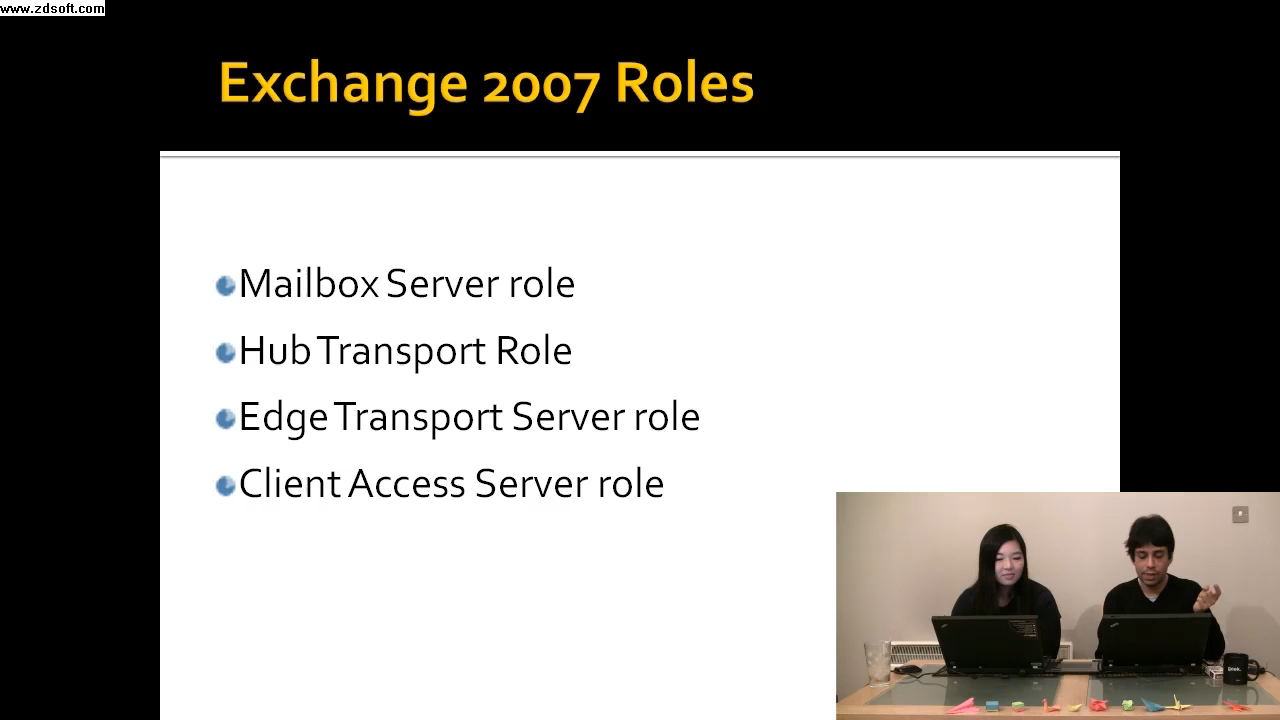 www.zdsoft.com
Exchange 2007 Roles
Mailbox Server role
Hub Transport Role
Edge Transport Server role
Client Access Server role